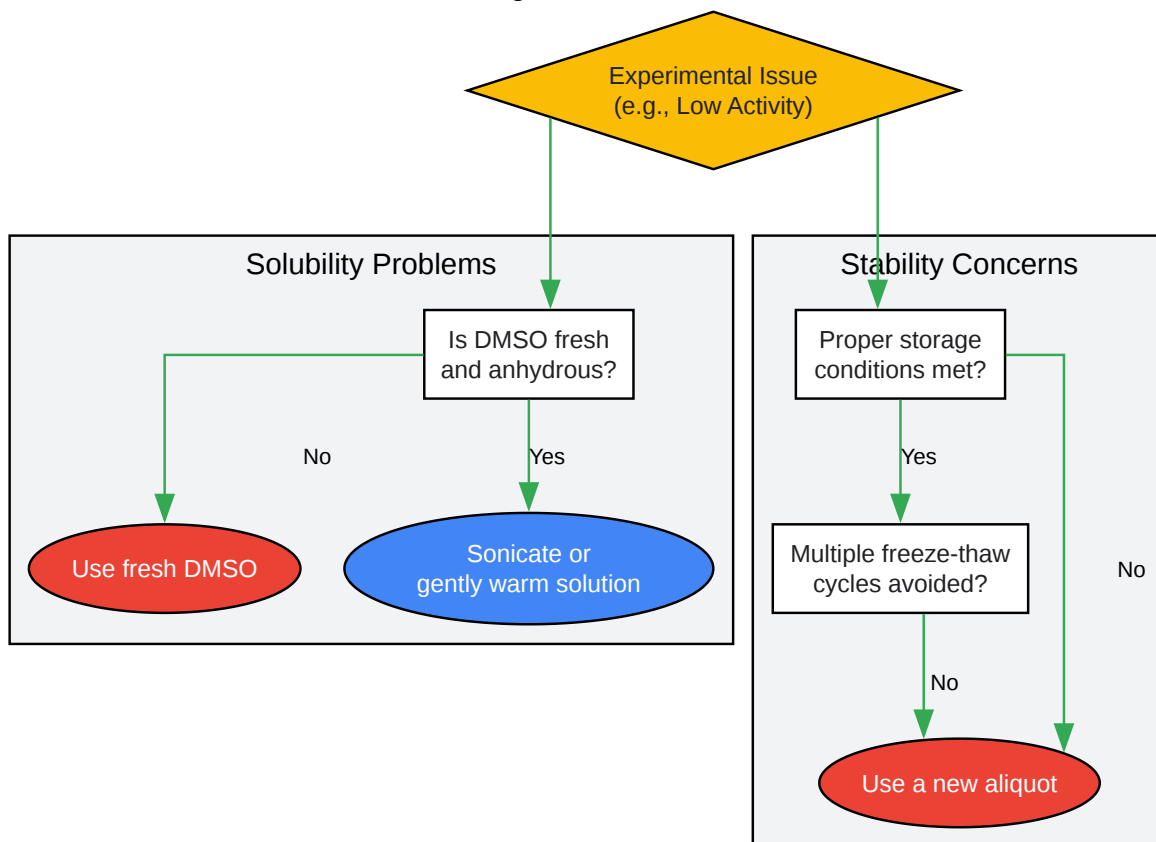 Experimental Issue
(e.g., Low Activity)
Solubility Problems
Is DMSO fresh
and anhydrous?
No
Yes
Use fresh DMSO
Sonicate or
gently warm solution
Stability Concerns
Proper storage
conditions met?
Yes
No
Multiple freeze-thaw
cycles avoided?
No
Use a new aliquot